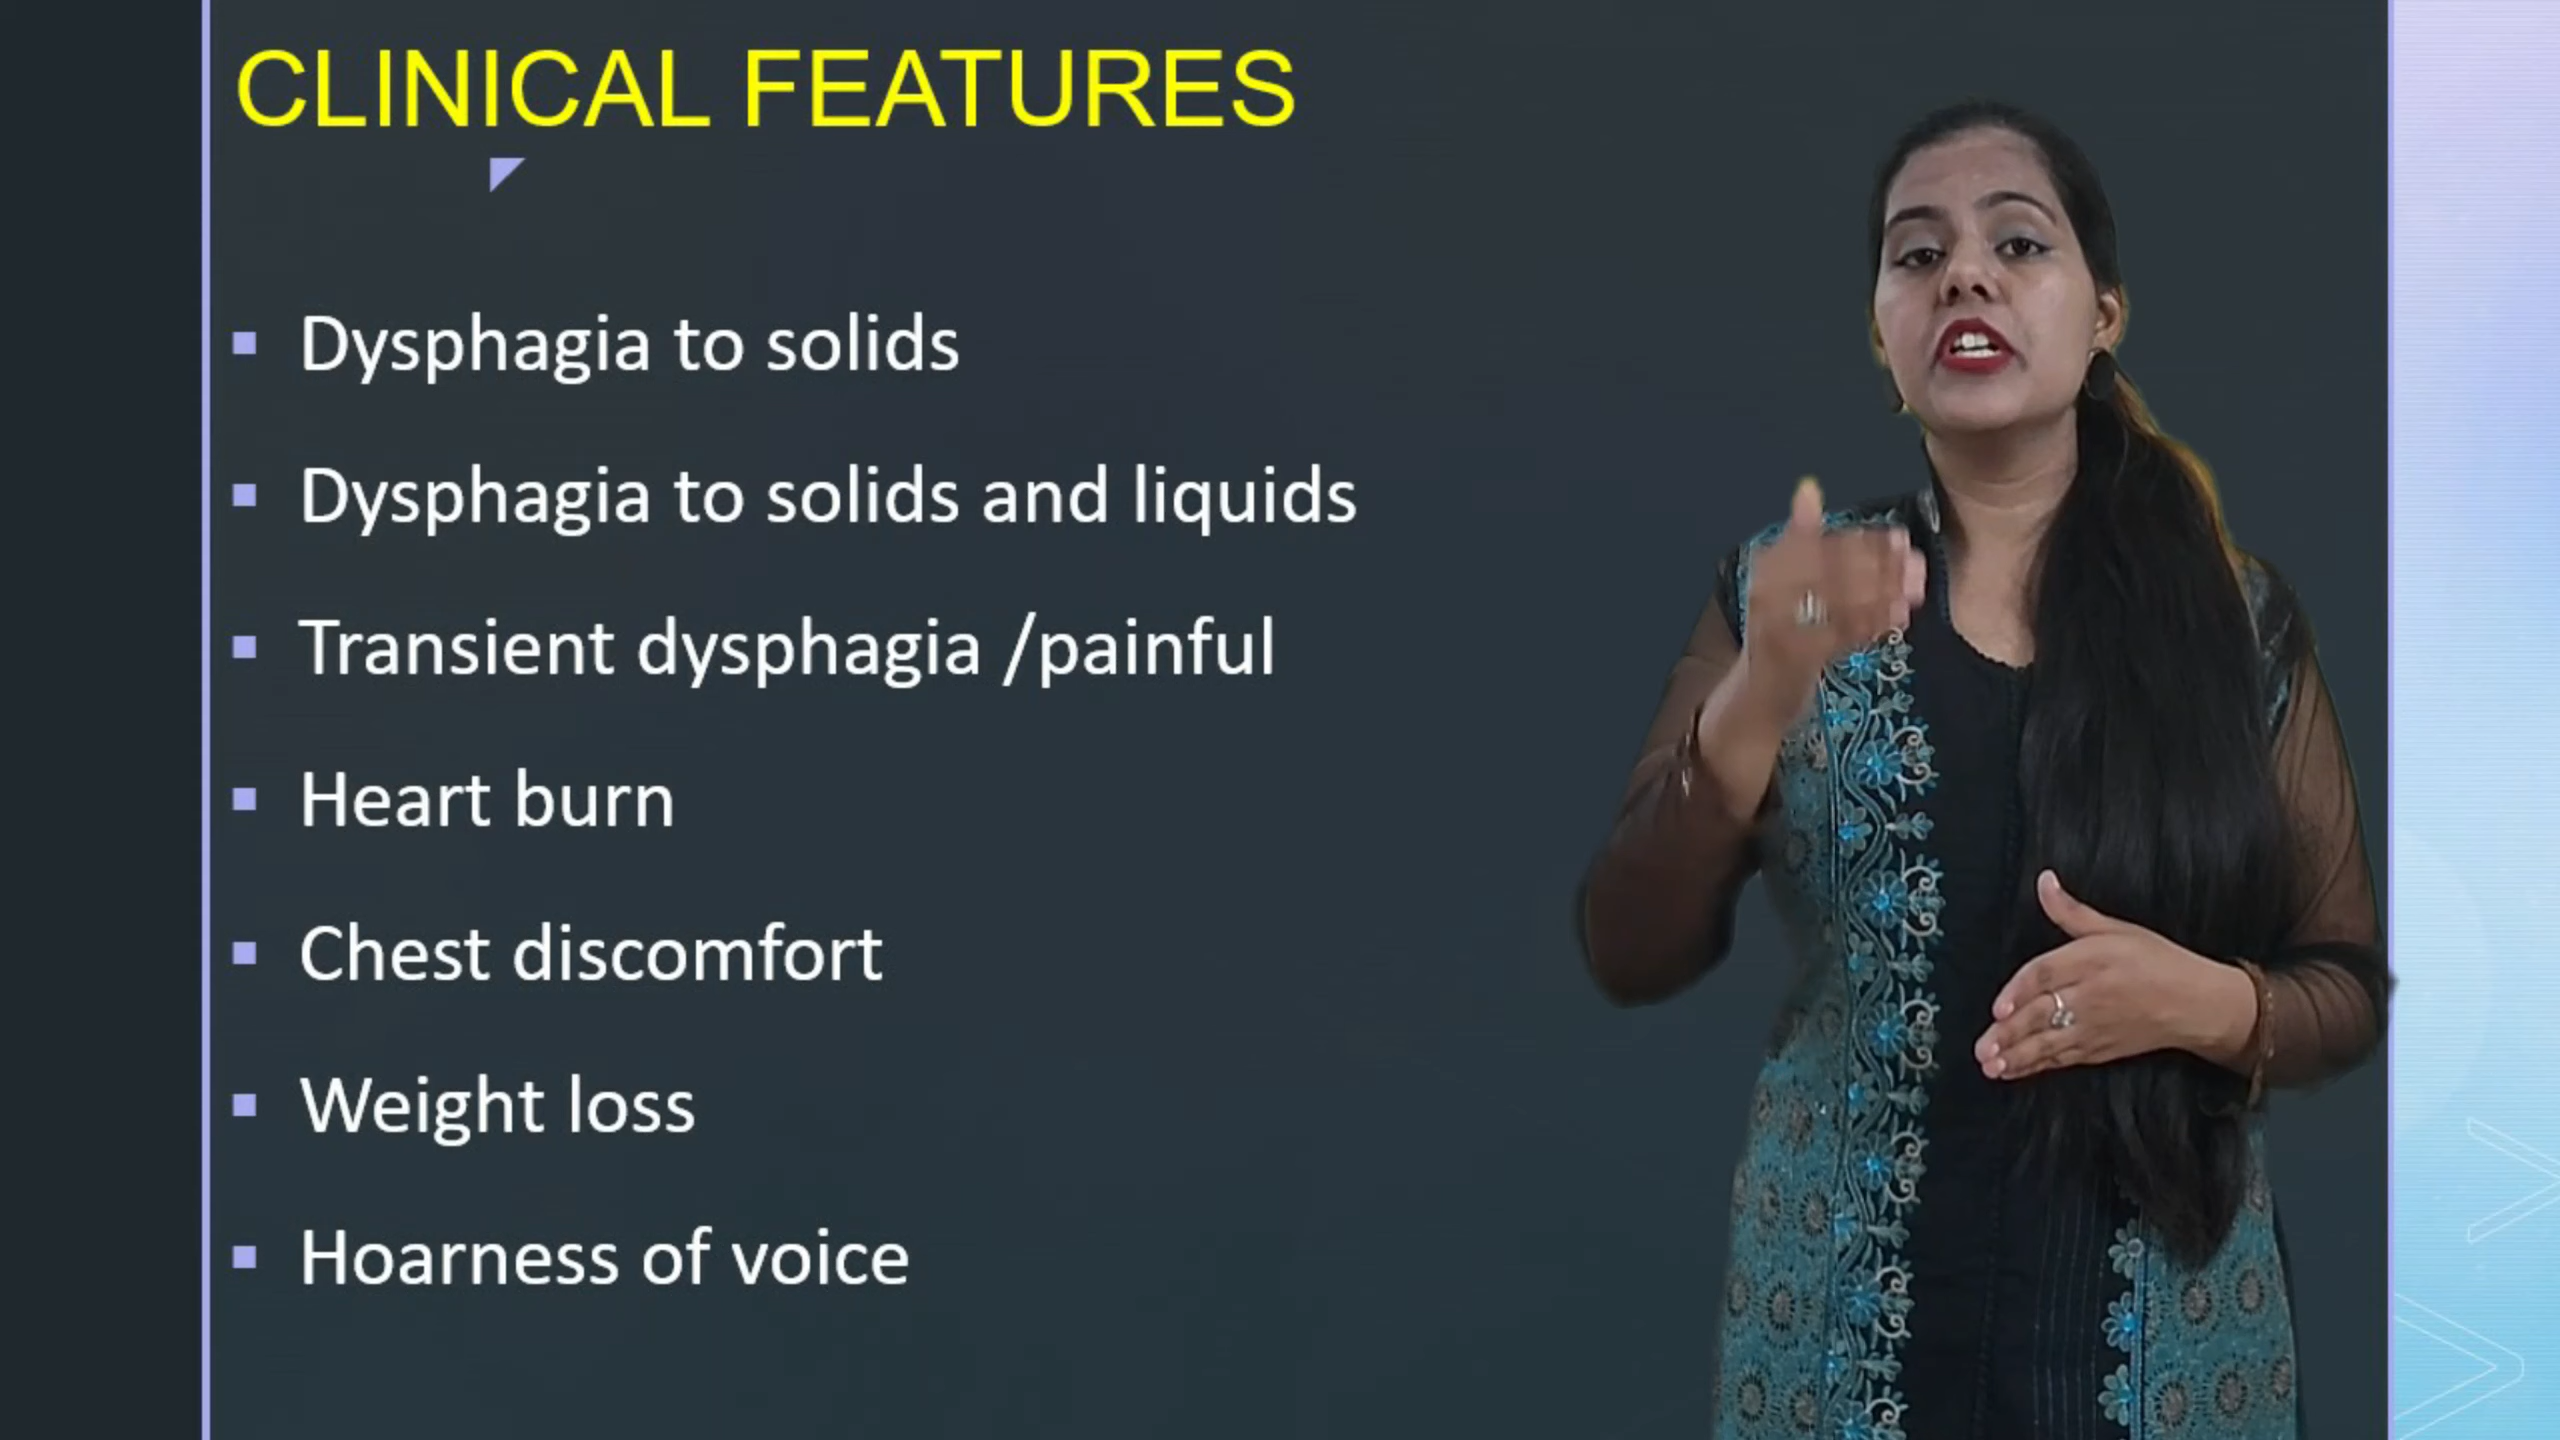 CLINICAL FEATURES
Dysphagia to solids
Dysphagia to solids and liquids
Transient dysphagia /painful
Heart burn
Chest discomfort
Weight loss
Hoarness of voice